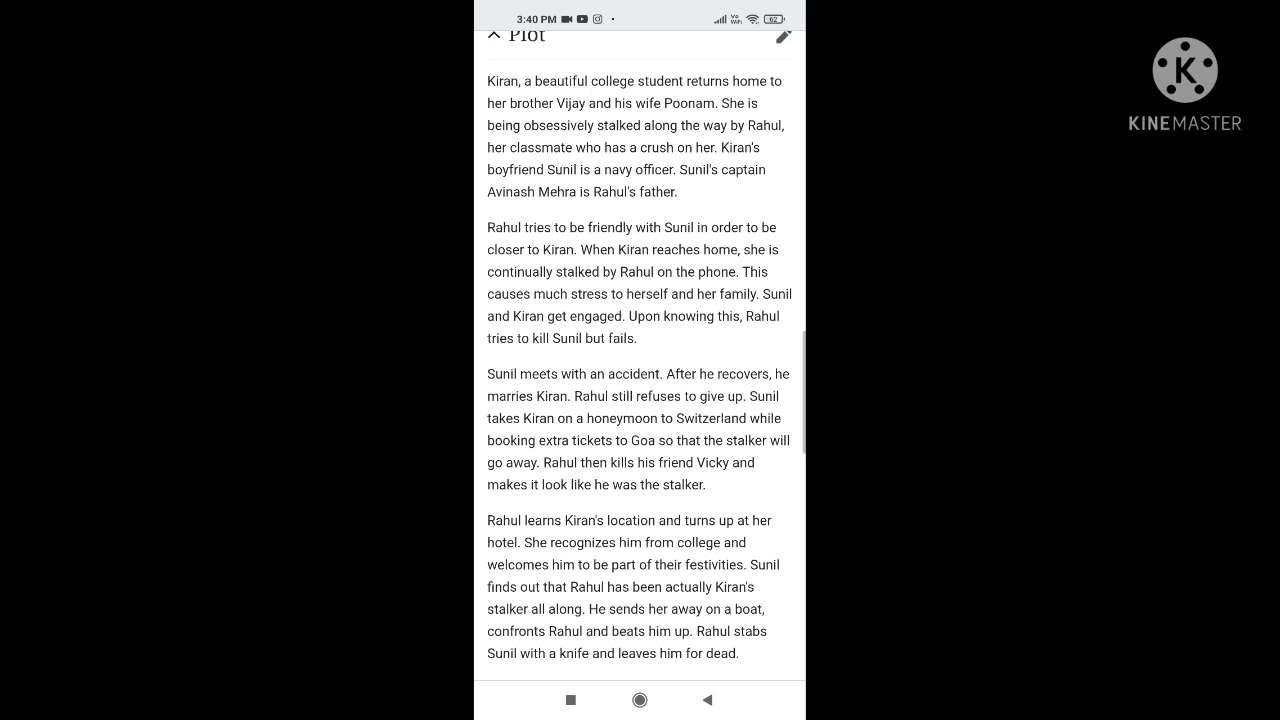 3:40 PM
Vo
WiFi
62
Plot
Kiran, a beautiful college student returns home to
her brother Vijay and his wife Poonam. She is
being obsessively stalked along the way by Rahul,
her classmate who has a crush on her. Kiran's
boyfriend Sunil is a navy officer. Sunil's captain
Avinash Mehra is Rahul's father.
Rahul tries to be friendly with Sunil in order to be
closer to Kiran. When Kiran reaches home, she is
continually stalked by Rahul on the phone. This
causes much stress to herself and her family. Sunil
and Kiran get engaged. Upon knowing this, Rahul
tries to kill Sunil but fails.
Sunil meets with an accident. After he recovers, he
marries Kiran. Rahul still refuses to give up. Sunil
takes Kiran on a honeymoon to Switzerland while
booking extra tickets to Goa so that the stalker will
go away. Rahul then kills his friend Vicky and
makes it look like he was the stalker.
Rahul learns Kiran's location and turns up at her
hotel. She recognizes him from college and
welcomes him to be part of their festivities. Sunil
finds out that Rahul has been actually Kiran's
stalker all along. He sends her away on a boat,
confronts Rahul and beats him up. Rahul stabs
Sunil with a knife and leaves him for dead.
K
KINEMASTER